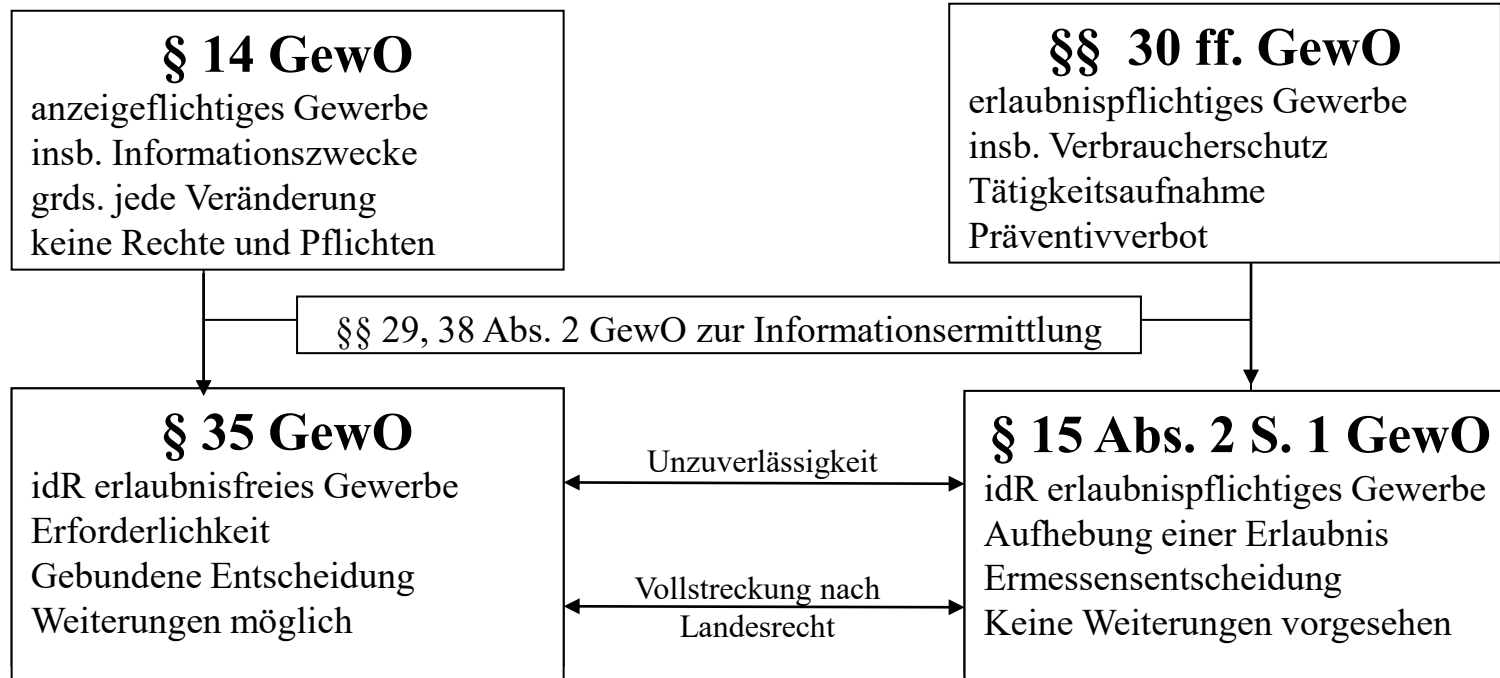 § 14 GewO
anzeigeflichtiges Gewerbe
insb. Informationszwecke
grds. jede Veränderung
keine Rechte und Pflichten
§§ 30 ff. GewO
erlaubnispflichtiges Gewerbe
insb. Verbraucherschutz
Tätigkeitsaufnahme
Präventivverbot
§§ 29, 38 Abs. 2 GewO zur Informationsermittlung
§ 35 GewO
idR erlaubnisfreies Gewerbe
Erforderlichkeit
Gebundene Entscheidung
Weiterungen möglich
Unzuverlässigkeit
Vollstreckung nach
Landesrecht
§ 15 Abs. 2 S. 1 GewO
idR erlaubnispflichtiges Gewerbe
Aufhebung einer Erlaubnis
Ermessensentscheidung
Keine Weiterungen vorgesehen